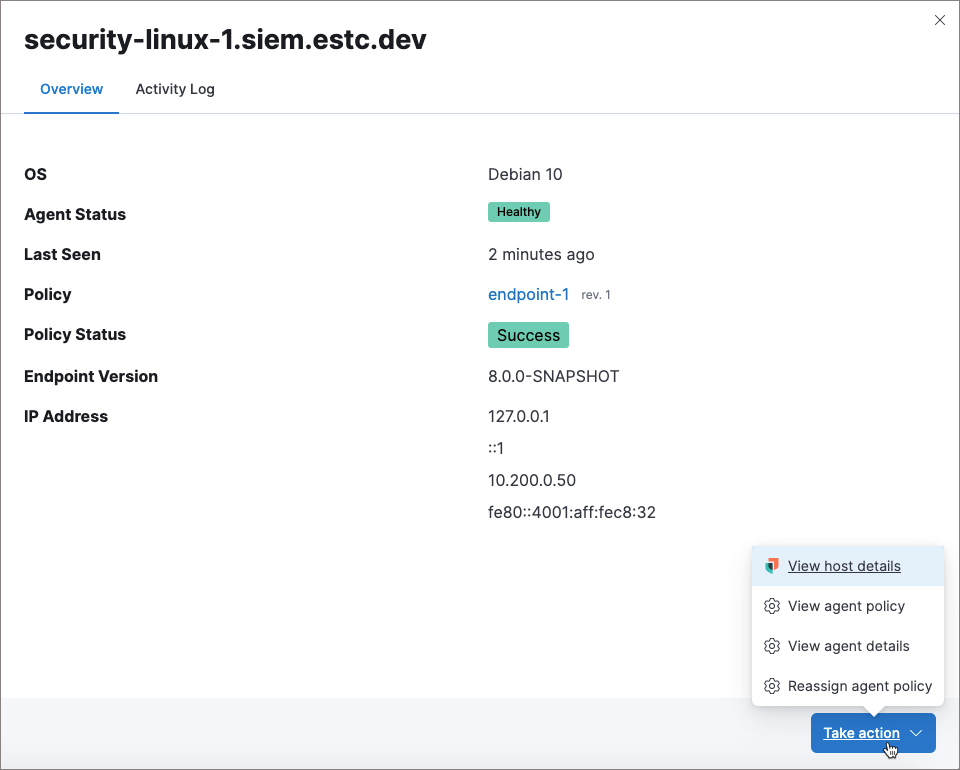 security-linux-1.siem.estc.dev
Overview Activity Log
OS Debian 10
Agent Status Healthy
Last Seen 2 minutes ago
Policy endpoint-1 rev. 1
Policy Status Success
Endpoint Version 8.0.0-SNAPSHOT
IP Address 127.0.0.1
::1
10.200.0.50
fe80::4001:aff:fec8:32
View host details
View agent policy
View agent details
Reassign agent policy
Take action